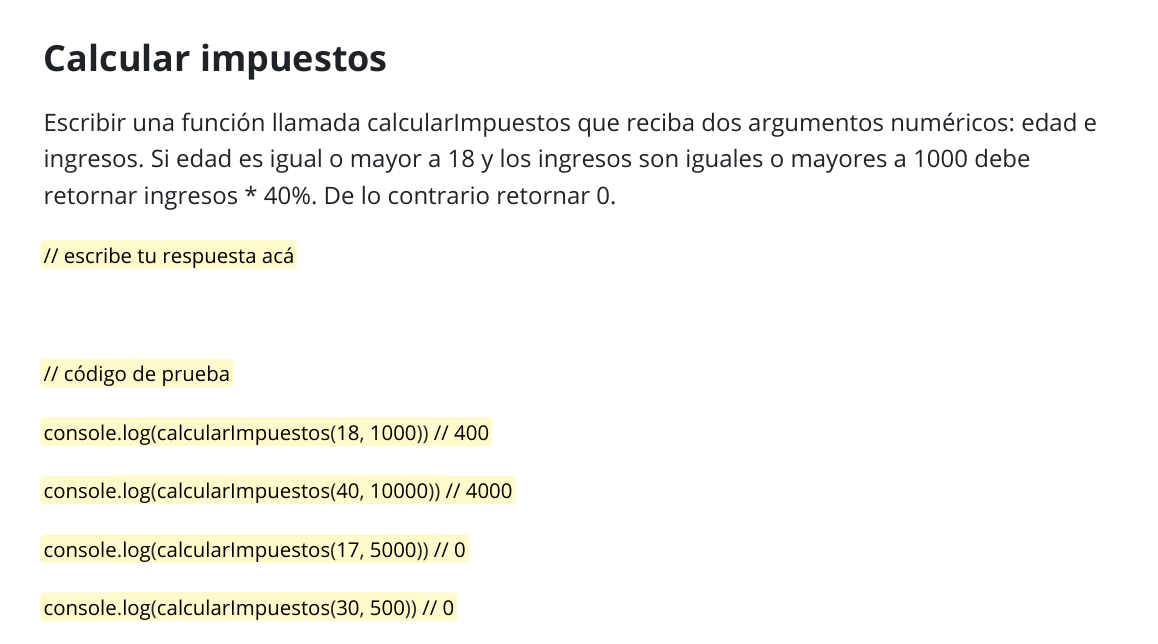 Calcular impuestos
Escribir una función llamada calcularImpuestos que reciba dos argumentos numéricos: edad e
ingresos. Si edad es igual o mayor a 18 y los ingresos son iguales o mayores a 1000 debe
retornar ingresos * 40%. De lo contrario retornar 0.
// escribe tu respuesta acá
// código de prueba
console.log(calcularImpuestos(18, 1000)) // 400
console.log(calcularImpuestos(40, 10000)) // 4000
console.log(calcularImpuestos(17, 5000)) // 0
console.log(calcularImpuestos(30, 500)) // 0